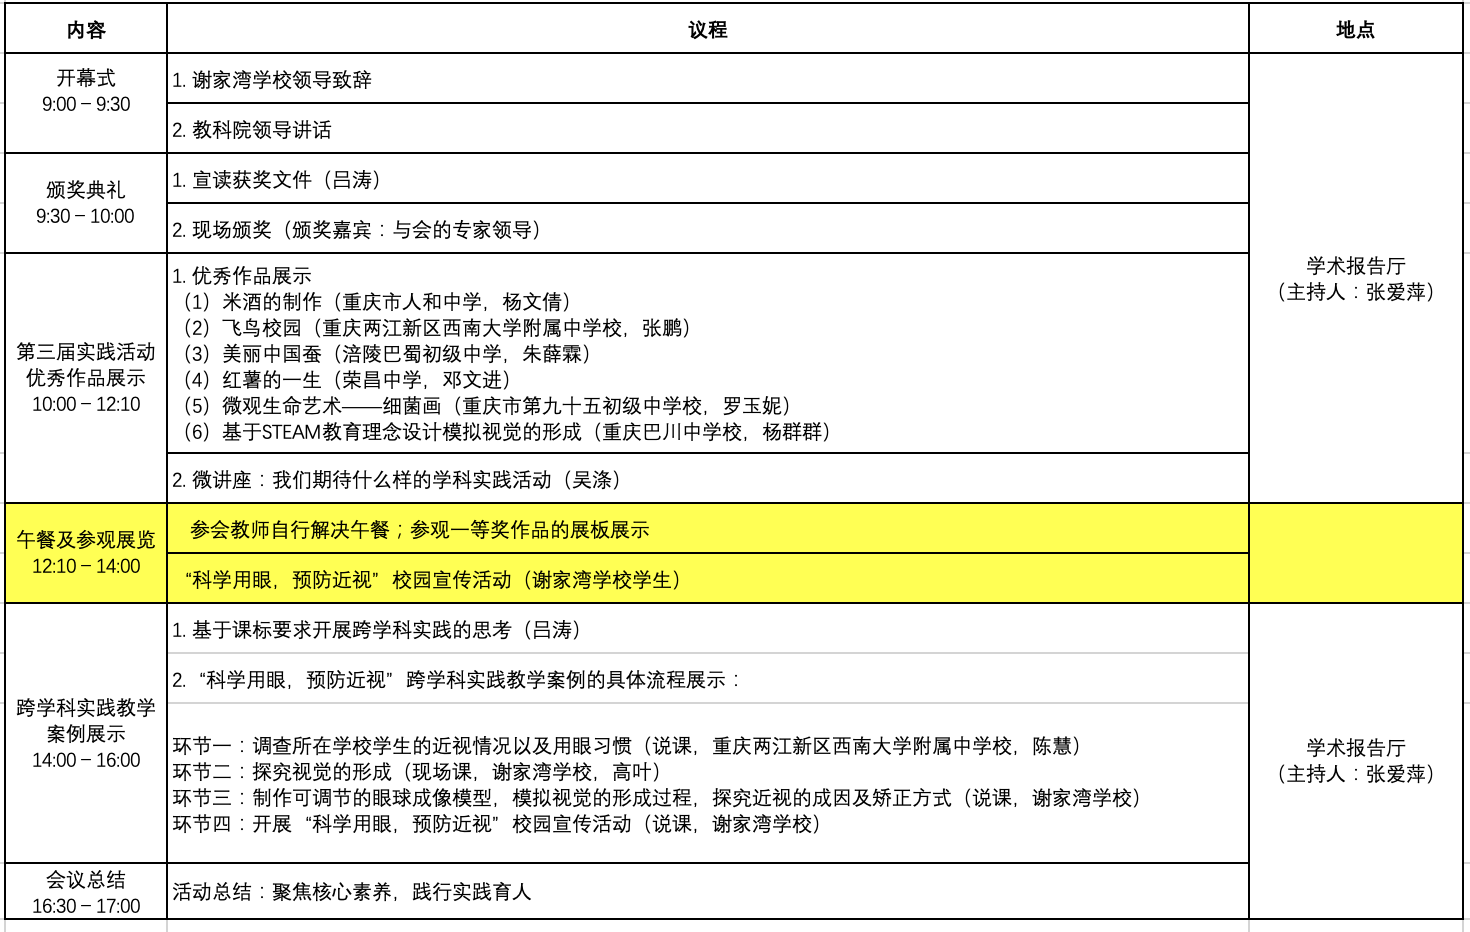 内容
议程
地点
开幕式
9:00 – 9:30
1. 谢家湾学校领导致辞
2. 教科院领导讲话
颁奖典礼
9:30 – 10:00
1. 宣读获奖文件（吕涛）
2. 现场颁奖（颁奖嘉宾：与会的专家领导）
学术报告厅
（主持人：张爱萍）
第三届实践活动
优秀作品展示
10:00 – 12:10
1. 优秀作品展示
（1）米酒的制作（重庆市人和中学，杨文倩）
（2）飞鸟校园（重庆两江新区西南大学附属中学校，张鹏）
（3）美丽中国蚕（涪陵巴蜀初级中学，朱薛霖）
（4）红薯的一生（荣昌中学，邓文进）
（5）微观生命艺术——细菌画（重庆市第九十五初级中学校，罗玉妮）
（6）基于STEAM教育理念设计模拟视觉的形成（重庆巴川中学校，杨群群）
2. 微讲座：我们期待什么样的学科实践活动（吴涤）
午餐及参观展览
12:10 – 14:00
参会教师自行解决午餐；参观一等奖作品的展板展示
“科学用眼，预防近视”校园宣传活动（谢家湾学校学生）
跨学科实践教学
案例展示
14:00 – 16:00
1. 基于课标要求开展跨学科实践的思考（吕涛）
2. “科学用眼，预防近视”跨学科实践教学案例的具体流程展示：
环节一：调查所在学校学生的近视情况以及用眼习惯（说课，重庆两江新区西南大学附属中学校，陈慧）
环节二：探究视觉的形成（现场课，谢家湾学校，高叶）
环节三：制作可调节的眼球成像模型，模拟视觉的形成过程，探究近视的成因及矫正方式（说课，谢家湾学校）
环节四：开展“科学用眼，预防近视”校园宣传活动（说课，谢家湾学校）
学术报告厅
（主持人：张爱萍）
会议总结
16:30 – 17:00
活动总结：聚焦核心素养，践行实践育人